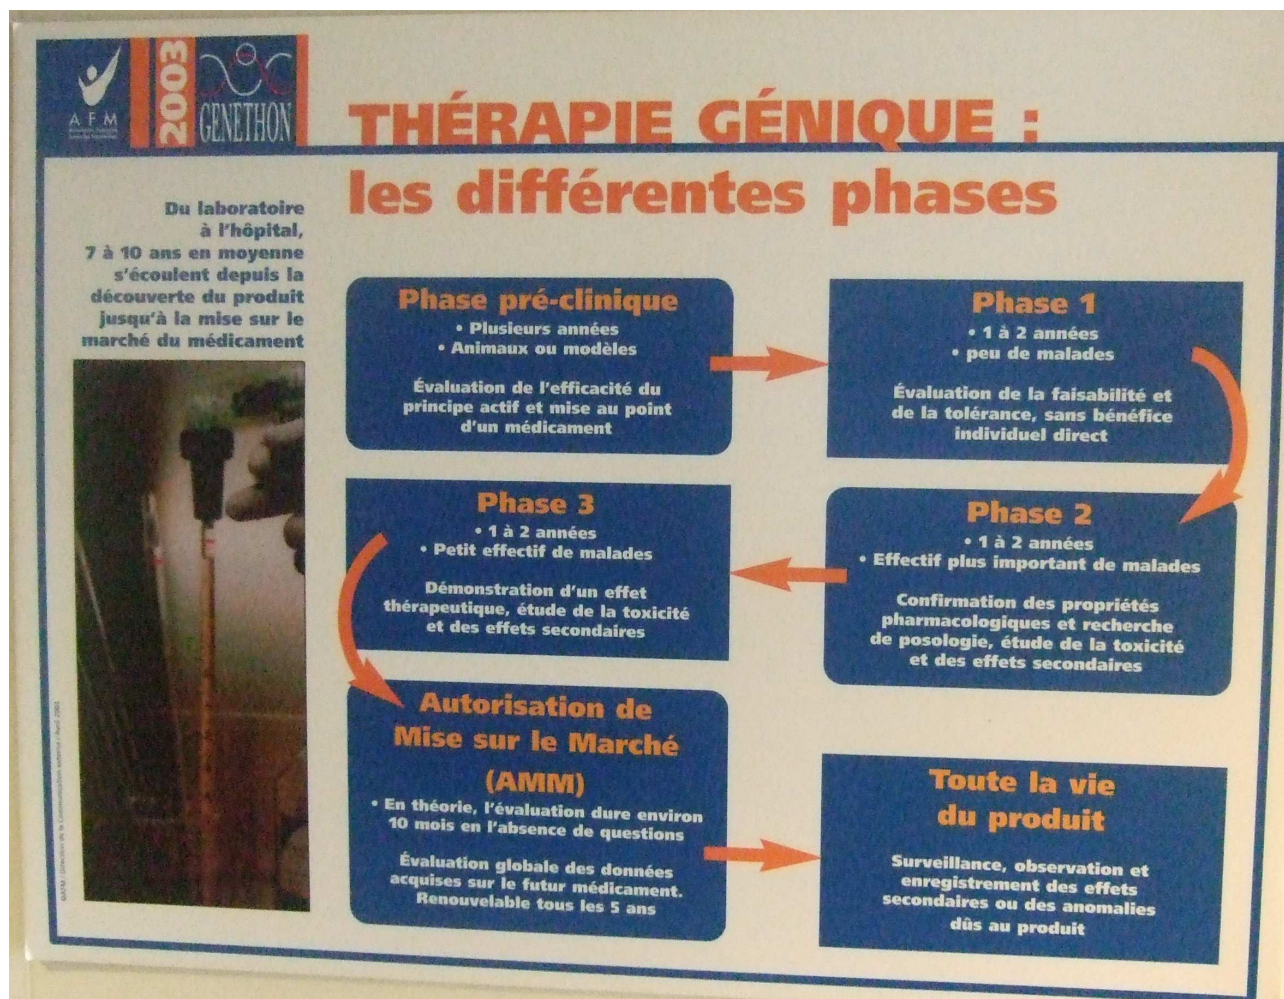 AFM
2003
GENETHON
THÉRAPIE GÉNIQUE :
les différentes phases
Du laboratoire
à l'hôpital,
7 à 10 ans en moyenne
s'écoulent depuis la
découverte du produit
jusqu'à la mise sur le
marché du médicament
Phase pré-clinique
• Plusieurs années
• Animaux ou modèles
Évaluation de l'efficacité du
principe actif et mise au point
d'un médicament
Phase 1
• 1 à 2 années
• peu de malades
Évaluation de la faisabilité et
de la tolérance, sans bénéfice
individuel direct
Phase 2
• 1 à 2 années
• Effectif plus important de malades
Confirmation des propriétés
pharmacologiques et recherche
de posologie, étude de la toxicité
et des effets secondaires
Phase 3
• 1 à 2 années
• Petit effectif de malades
Démonstration d'un effet
thérapeutique, étude de la toxicité
et des effets secondaires
Autorisation de
Mise sur le Marché
(AMM)
• En théorie, l'évaluation dure environ
10 mois en l'absence de questions
Évaluation globale des données
acquises sur le futur médicament.
Renouvelable tous les 5 ans
Toute la vie
du produit
Surveillance, observation et
enregistrement des effets
secondaires ou des anomalies
dûs au produit
©AFM / Direction de la Communication externe / Avril 2003